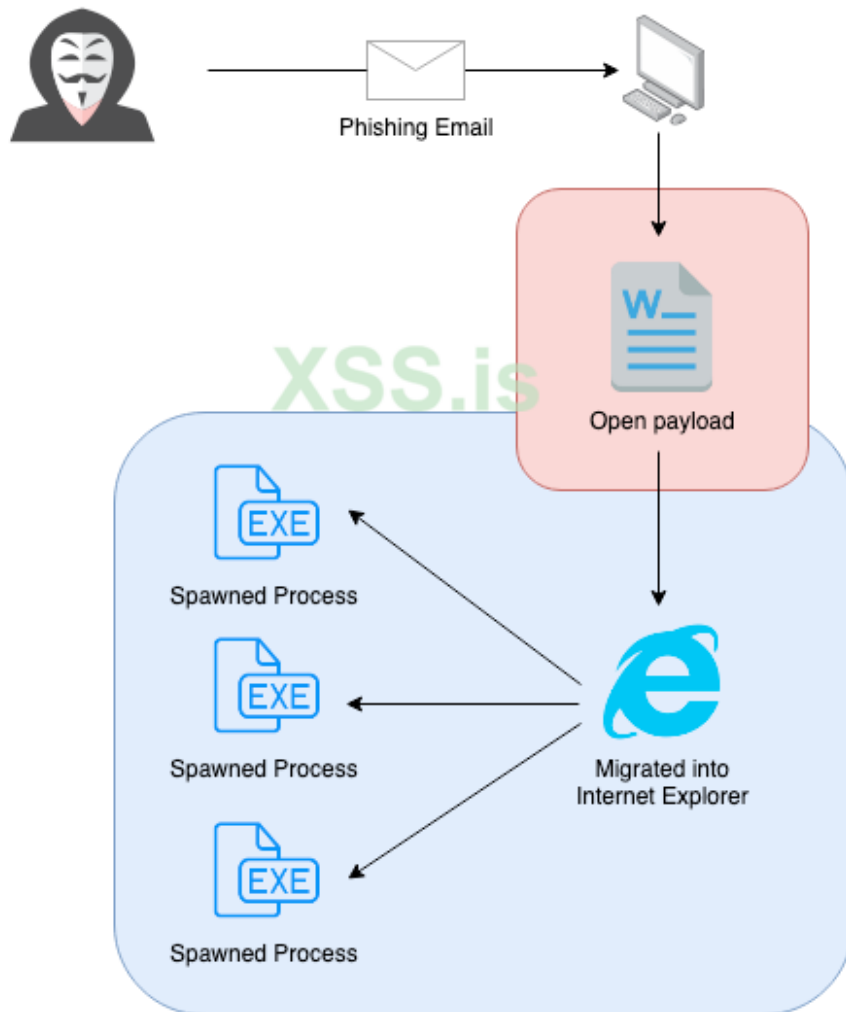 Phishing Email
W
XSS.is
Open payload
EXE
Spawned Process
EXE
Spawned Process
Migrated into
Internet Explorer
EXE
Spawned Process